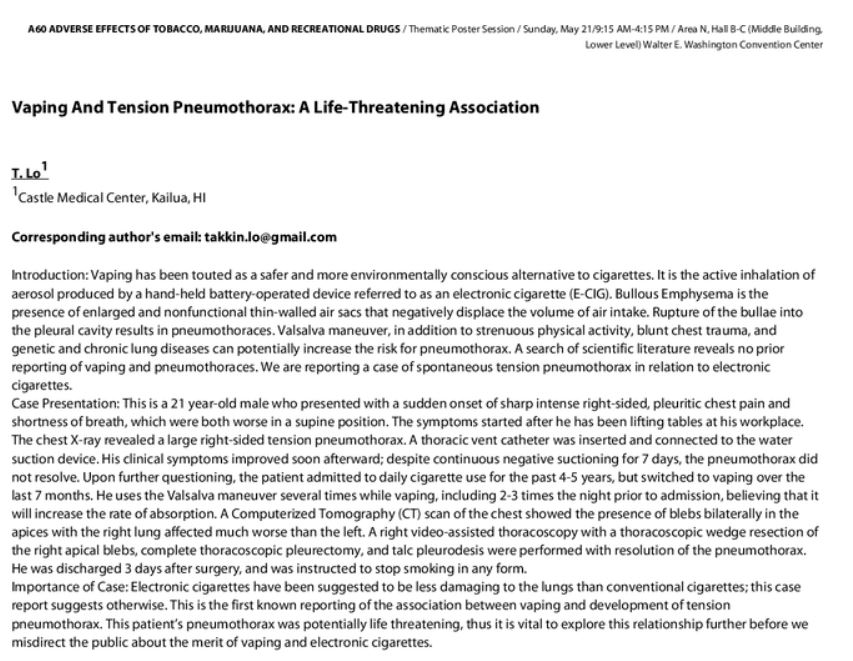 A60 ADVERSE EFFECTS OF TOBACCO, MARIJUANA, AND RECREATIONAL DRUGS / Thematic Poster Session / Sunday, May 21/9:15 AM-4:15 PM / Area N, Hall B-C (Middle Building,
Lower Level) Walter E. Washington Convention Center
Vaping And Tension Pneumothorax: A Life-Threatening Association
T. Lo1
1Castle Medical Center, Kailua, HI
Corresponding author's email: takkin.lo@gmail.com
Introduction: Vaping has been touted as a safer and more environmentally conscious alternative to cigarettes. It is the active inhalation of
aerosol produced by a hand-held battery-operated device referred to as an electronic cigarette (E-CIG). Bullous Emphysema is the
presence of enlarged and nonfunctional thin-walled air sacs that negatively displace the volume of air intake. Rupture of the bullae into
the pleural cavity results in pneumothoraces. Valsalva maneuver, in addition to strenuous physical activity, blunt chest trauma, and
genetic and chronic lung diseases can potentially increase the risk for pneumothorax. A search of scientific literature reveals no prior
reporting of vaping and pneumothoraces. We are reporting a case of spontaneous tension pneumothorax in relation to electronic
cigarettes.
Case Presentation: This is a 21 year-old male who presented with a sudden onset of sharp intense right-sided, pleuritic chest pain and
shortness of breath, which were both worse in a supine position. The symptoms started after he has been lifting tables at his workplace.
The chest X-ray revealed a large right-sided tension pneumothorax. A thoracic vent catheter was inserted and connected to the water
suction device. His clinical symptoms improved soon afterward; despite continuous negative suctioning for 7 days, the pneumothorax did
not resolve. Upon further questioning, the patient admitted to daily cigarette use for the past 4-5 years, but switched to vaping over the
last 7 months. He uses the Valsalva maneuver several times while vaping, including 2-3 times the night prior to admission, believing that it
will increase the rate of absorption. A Computerized Tomography (CT) scan of the chest showed the presence of blebs bilaterally in the
apices with the right lung affected much worse than the left. A right video-assisted thoracoscopy with a thoracoscopic wedge resection of
the right apical blebs, complete thoracoscopic pleurectomy, and talc pleurodesis were performed with resolution of the pneumothorax.
He was discharged 3 days after surgery, and was instructed to stop smoking in any form.
Importance of Case: Electronic cigarettes have been suggested to be less damaging to the lungs than conventional cigarettes; this case
report suggests otherwise. This is the first known reporting of the association between vaping and development of tension
pneumothorax. This patient's pneumothorax was potentially life threatening, thus it is vital to explore this relationship further before we
misdirect the public about the merit of vaping and electronic cigarettes.